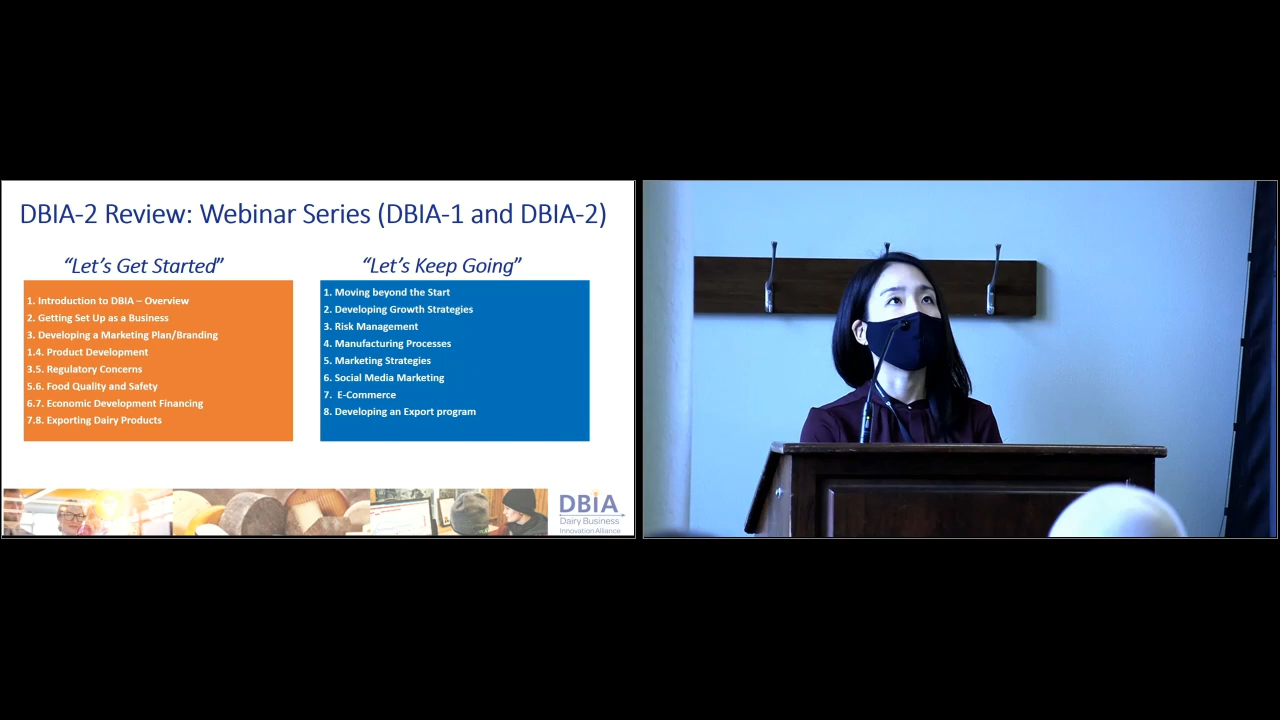 DBIA-2 Review: Webinar Series (DBIA-1 and DBIA-2)
“Let’s Get Started”
1. Introduction to DBIA – Overview
2. Getting Set Up as a Business
3. Developing a Marketing Plan/Branding
1.4. Product Development
3.5. Regulatory Concerns
5.6. Food Quality and Safety
6.7. Economic Development Financing
7.8. Exporting Dairy Products
“Let’s Keep Going”
1. Moving beyond the Start
2. Developing Growth Strategies
3. Risk Management
4. Manufacturing Processes
5. Marketing Strategies
6. Social Media Marketing
7.  E-Commerce
8. Developing an Export program
DBIA
Dairy Business
Innovation Alliance